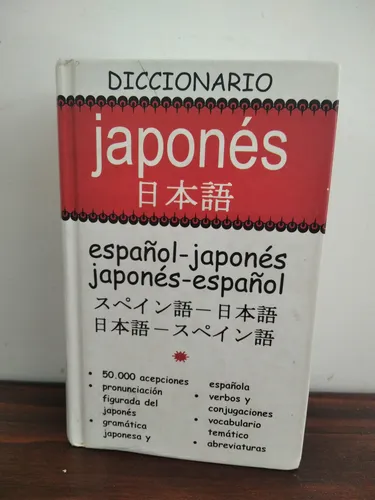 DICCIONARIO
japonés
日本語
español-japonés
japonés-español
スペイン語－日本語
日本語－スペイン語
• 50.000 acepciones
• pronunciación
figurada del
japonés
• gramática
japonesa y
española
• verbos y
conjugaciones
• vocabulario
temático
• abreviaturas